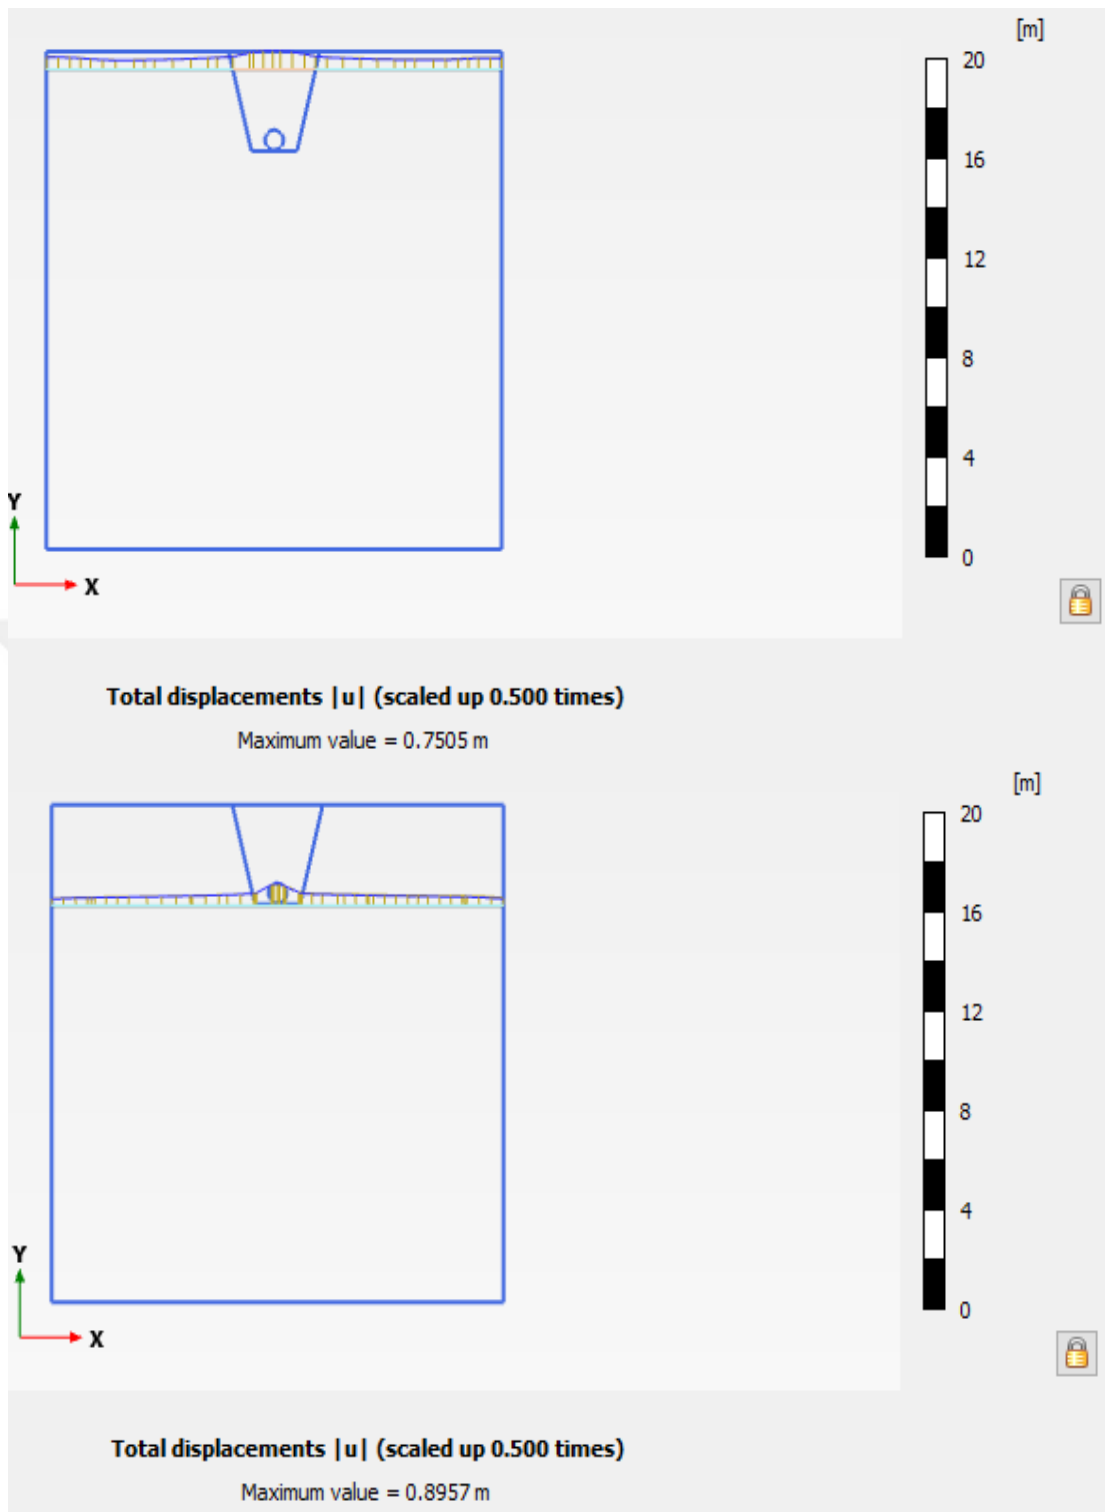 [m]
20
16
12
8
4
0
Y
X
Total displacements |u| (scaled up 0.500 times)
Maximum value = 0.7505 m
[m]
20
16
12
8
4
0
Y
X
Total displacements |u| (scaled up 0.500 times)
Maximum value = 0.8957 m